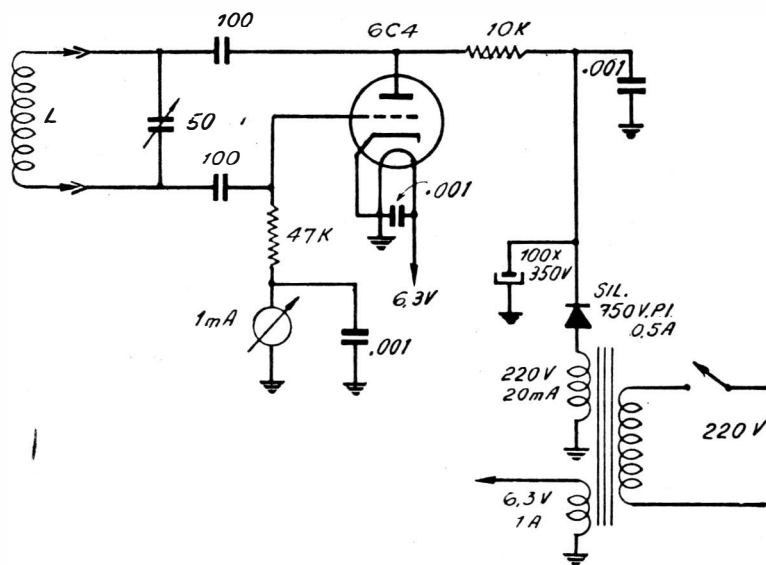 100
6C4
10K
.001
L
50
100
.001
47K
6,3V
100x
350V
SIL.
750V.P.I.
0.5A
1mA
.001
220V
20mA
220V
6,3V
1A